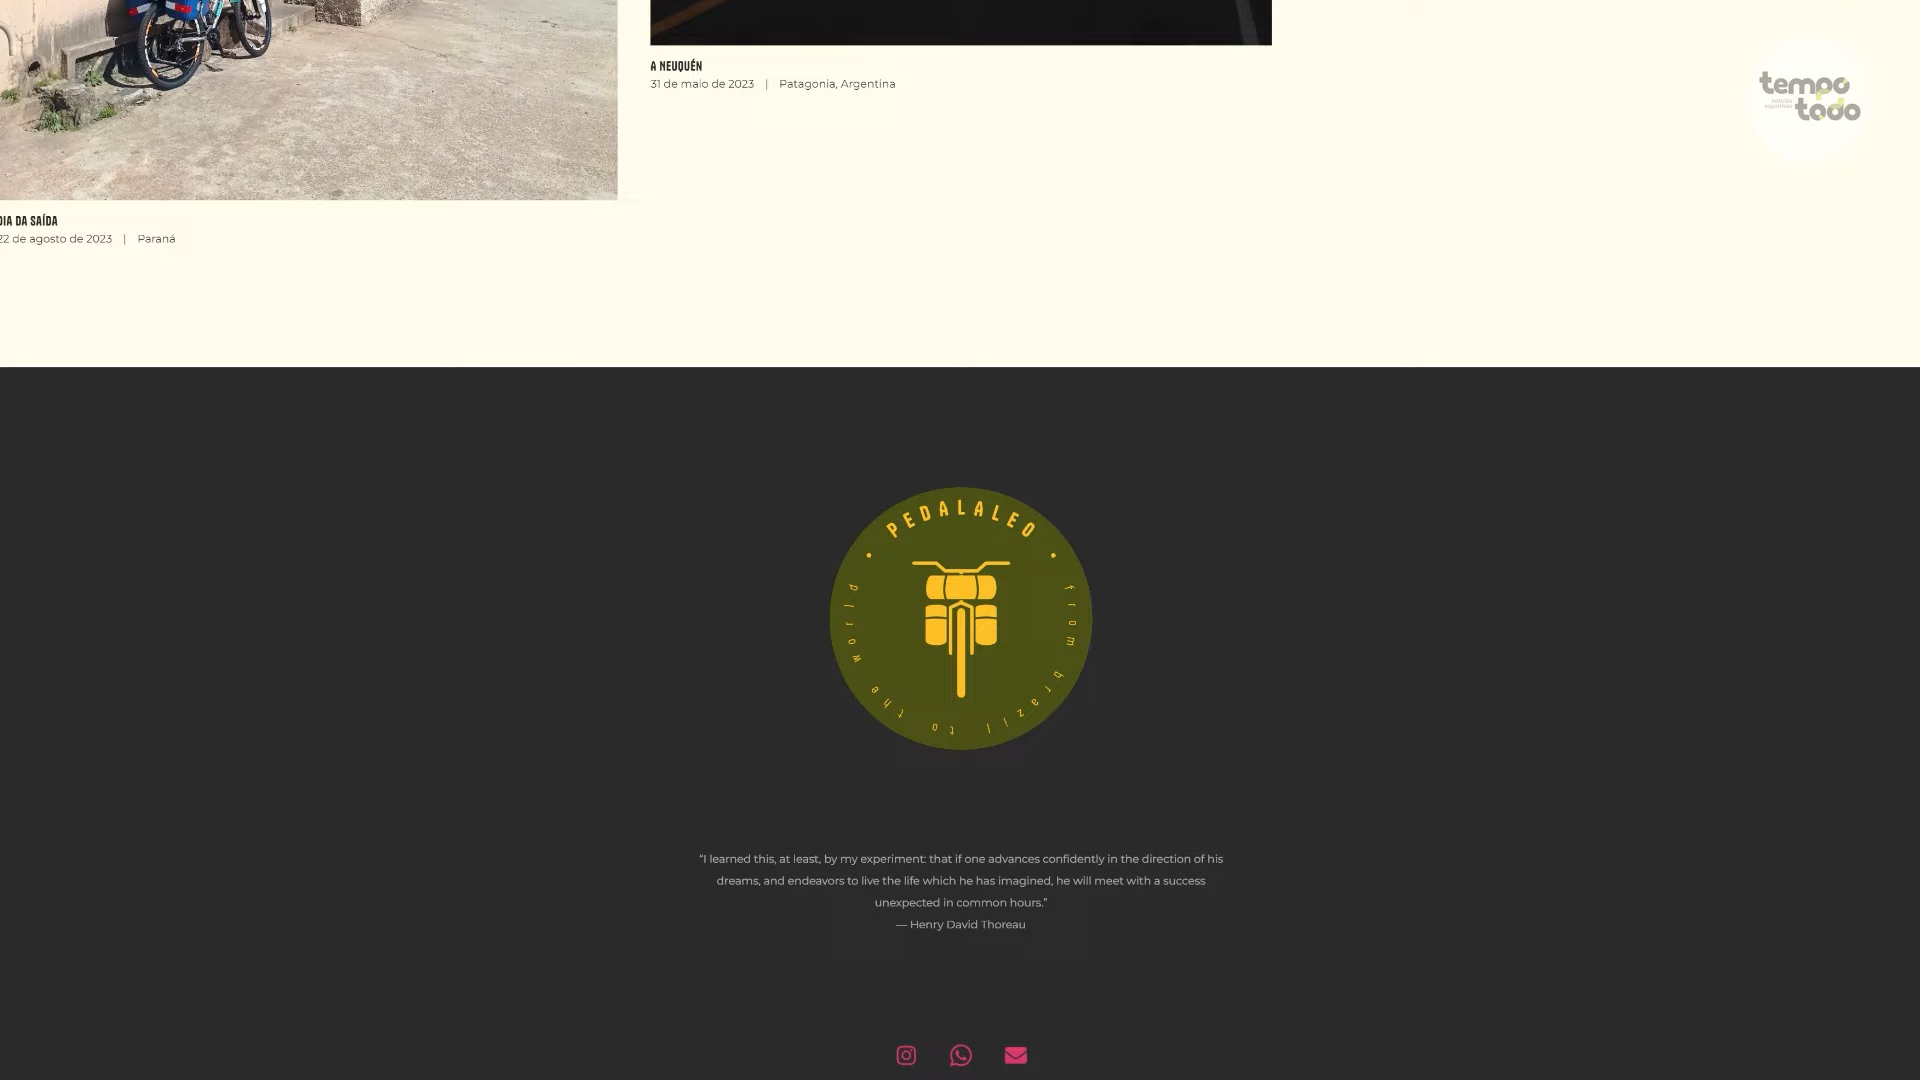 A NEUQUÉN
31 de maio de 2023 | Patagonia, Argentina
tempo
todo
notícias
esportivas
DIA DA SAÍDA
22 de agosto de 2023 | Paraná
• PEDALALEO •
from brazil to the world
“I learned this, at least, by my experiment: that if one advances confidently in the direction of his
dreams, and endeavors to live the life which he has imagined, he will meet with a success
unexpected in common hours.”
— Henry David Thoreau